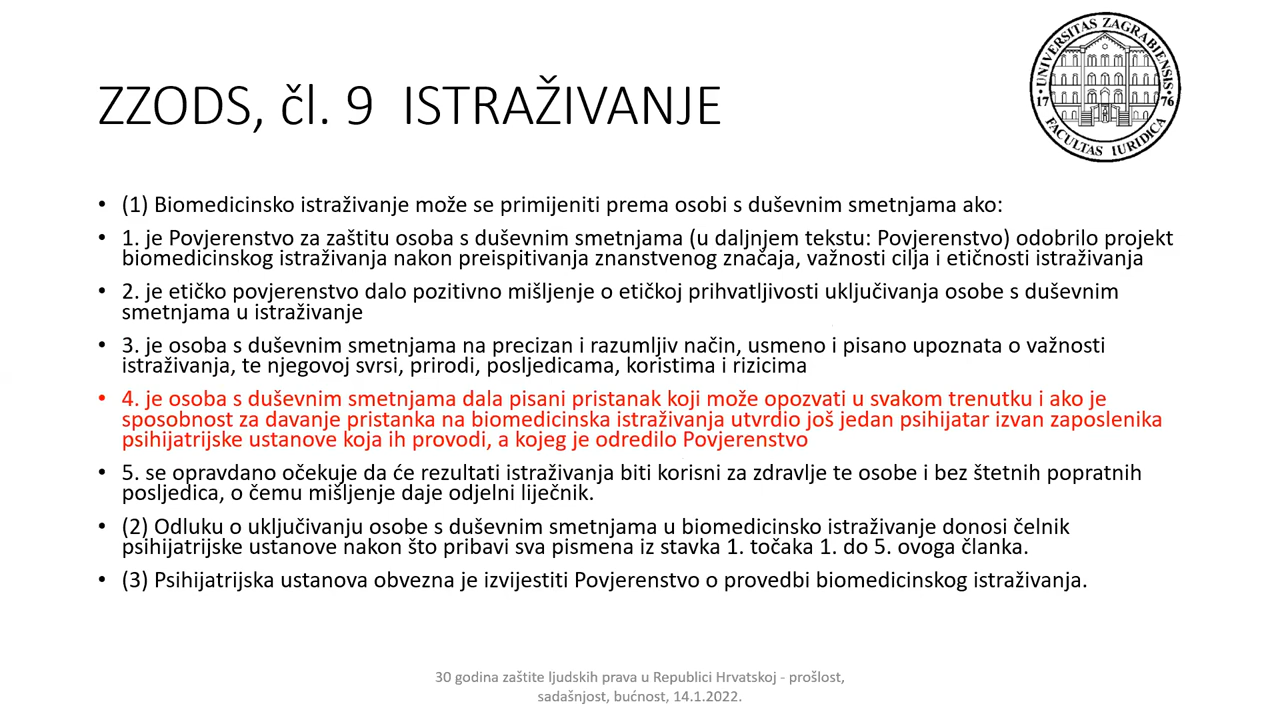 UNIVERSITAS ZAGRABIENSIS
17 76
FACULTAS IURIDICA
ZZODS, čl. 9 ISTRAŽIVANJE
• (1) Biomedicinsko istraživanje može se primijeniti prema osobi s duševnim smetnjama ako:
• 1. je Povjerenstvo za zaštitu osoba s duševnim smetnjama (u daljnjem tekstu: Povjerenstvo) odobrilo projekt
biomedicinskog istraživanja nakon preispitivanja znanstvenog značaja, važnosti cilja i etičnosti istraživanja
• 2. je etičko povjerenstvo dalo pozitivno mišljenje o etičkoj prihvatljivosti uključivanja osobe s duševnim
smetnjama u istraživanje
• 3. je osoba s duševnim smetnjama na precizan i razumljiv način, usmeno i pisano upoznata o važnosti
istraživanja, te njegovoj svrsi, prirodi, posljedicama, koristima i rizicima
• 4. je osoba s duševnim smetnjama dala pisani pristanak koji može opozvati u svakom trenutku i ako je
sposobnost za davanje pristanka na biomedicinska istraživanja utvrdio još jedan psihijatar izvan zaposlenika
psihijatrijske ustanove koja ih provodi, a kojeg je odredilo Povjerenstvo
• 5. se opravdano očekuje da će rezultati istraživanja biti korisni za zdravlje te osobe i bez štetnih popratnih
posljedica, o čemu mišljenje daje odjelni liječnik.
• (2) Odluku o uključivanju osobe s duševnim smetnjama u biomedicinsko istraživanje donosi čelnik
psihijatrijske ustanove nakon što pribavi sva pismena iz stavka 1. točaka 1. do 5. ovoga članka.
• (3) Psihijatrijska ustanova obvezna je izvijestiti Povjerenstvo o provedbi biomedicinskog istraživanja.
30 godina zaštite ljudskih prava u Republici Hrvatskoj - prošlost,
sadašnjost, bućnost, 14.1.2022.